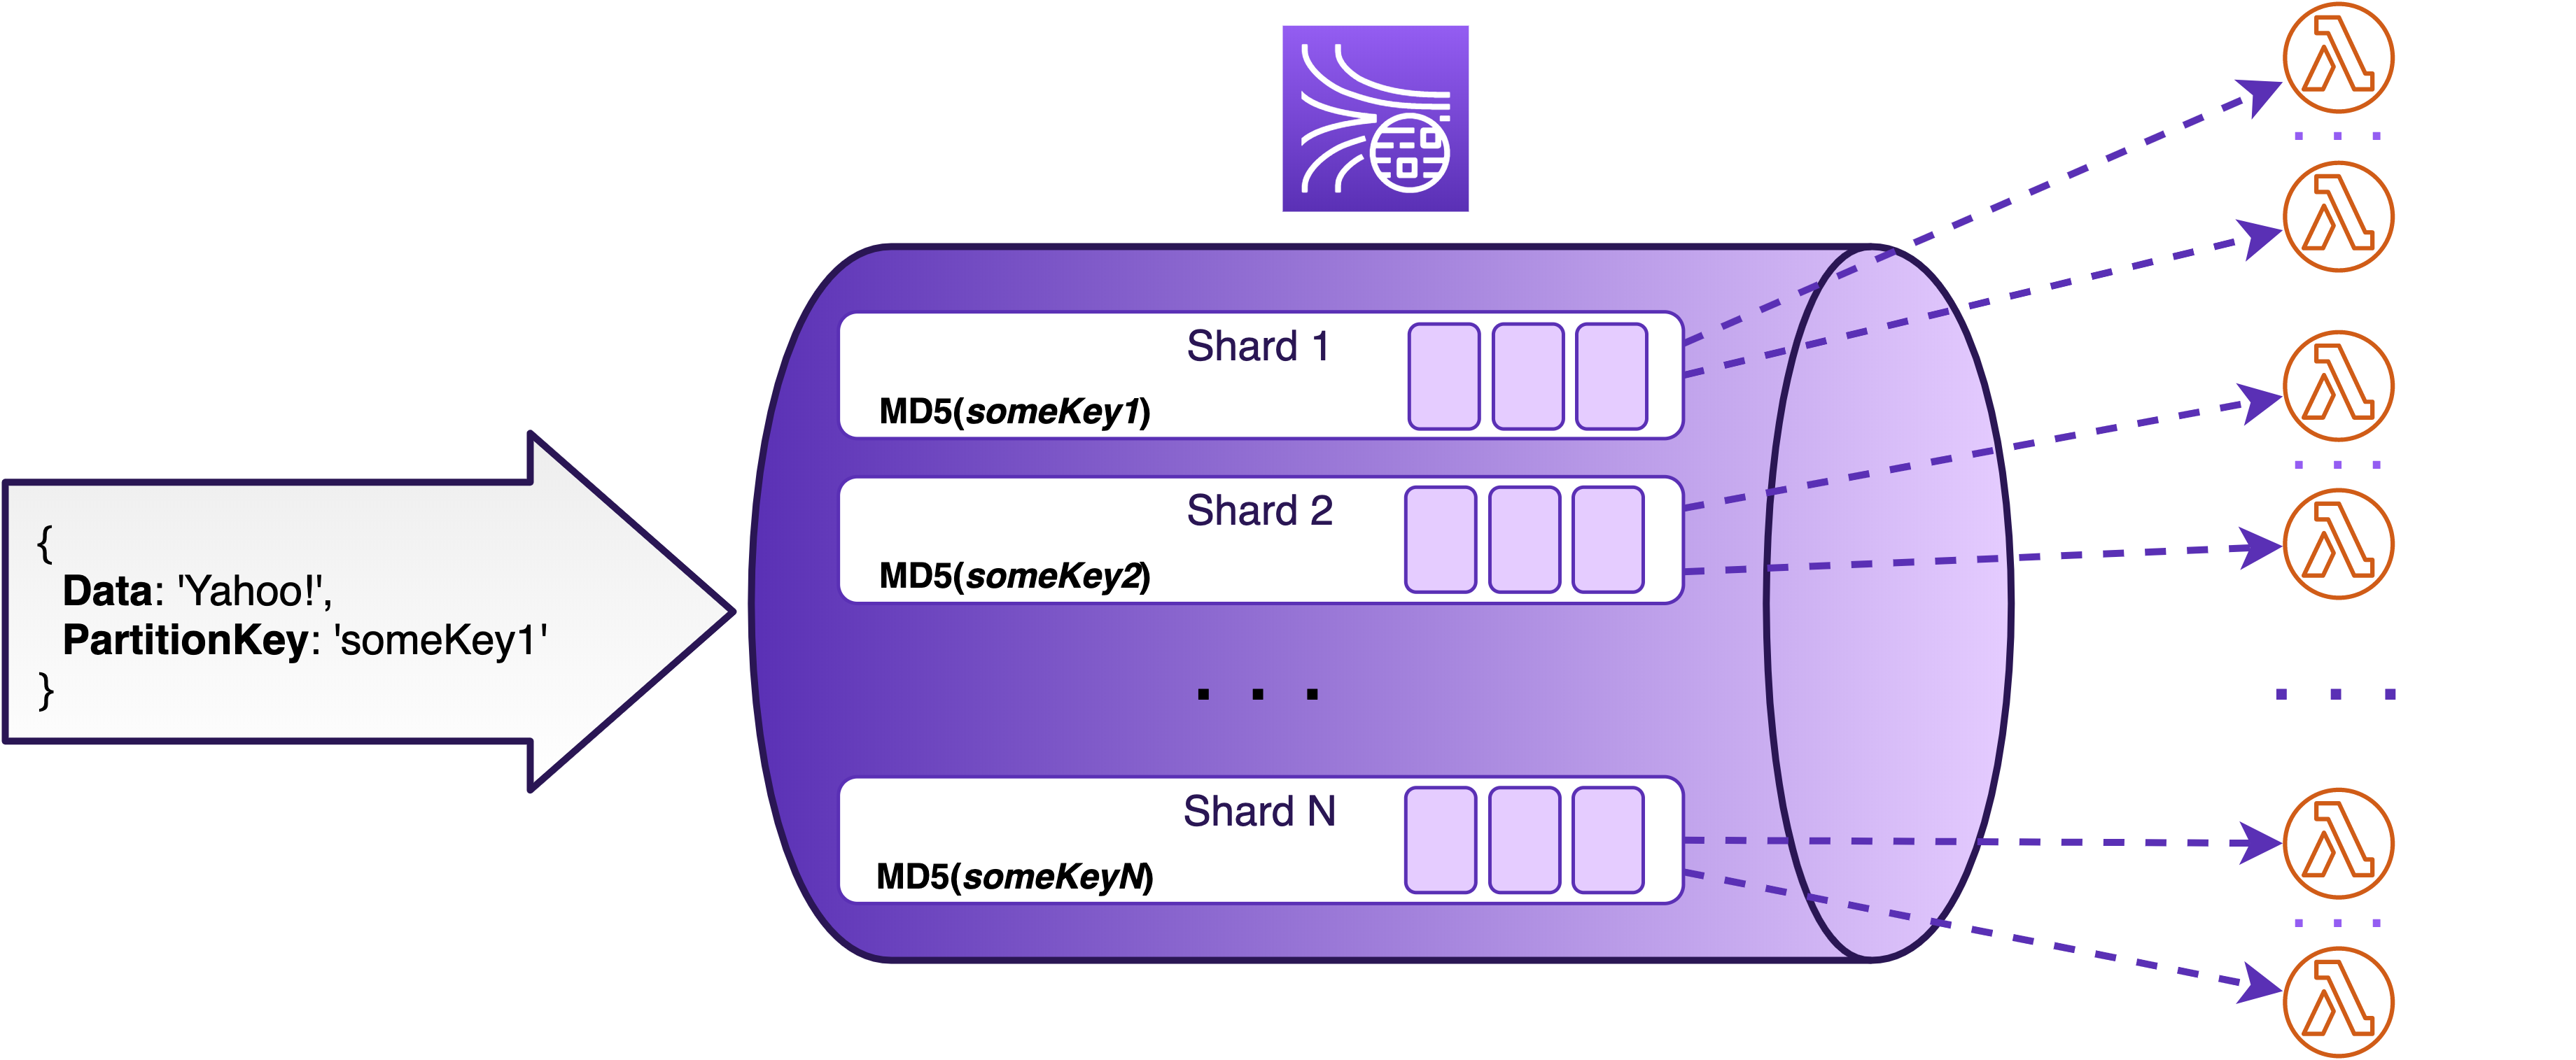 {
Data: 'Yahoo!',
PartitionKey: 'someKey1'
}
Shard 1
MD5(someKey1)
Shard 2
MD5(someKey2)
. . .
Shard N
MD5(someKeyN)
. . .
. . .
. . .
. . .